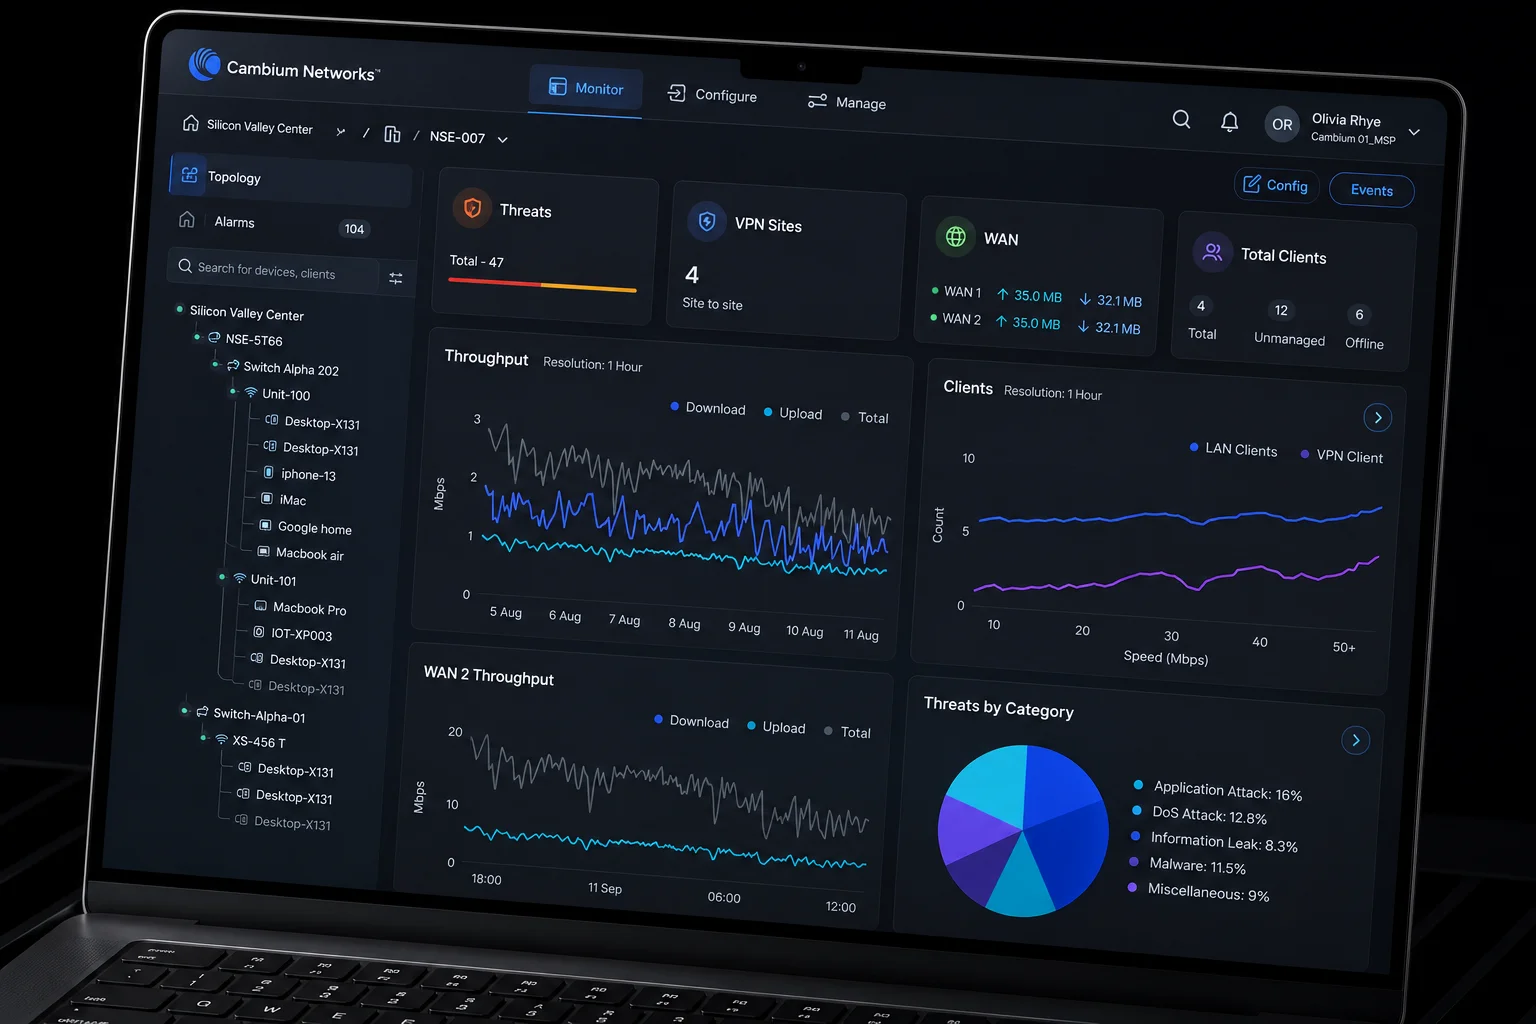 Cambium Networks™
Monitor
Configure
Manage
OR
Olivia Rhye
Cambium 01_MSP
Silicon Valley Center
/
/
NSE-007
Config
Events
Topology
Alarms
104
Search for devices, clients
Silicon Valley Center
NSE-5T66
Switch Alpha 202
Unit-100
Desktop-X131
Desktop-X131
iphone-13
iMac
Google home
Macbook air
Unit-101
Macbook Pro
IOT-XP003
Desktop-X131
Desktop-X131
Switch-Alpha-01
XS-456 T
Desktop-X131
Desktop-X131
Desktop-X131
Threats
Total - 47
VPN Sites
4
Site to site
WAN
WAN 1 ↑ 35.0 MB ↓ 32.1 MB
WAN 2 ↑ 35.0 MB ↓ 32.1 MB
Total Clients
4 12 6
Total Unmanaged Offline
Throughput Resolution: 1 Hour
Download Upload Total
3
2
1
0
Mbps
5 Aug 6 Aug 7 Aug 8 Aug 9 Aug 10 Aug 11 Aug
Clients Resolution: 1 Hour
LAN Clients VPN Client
10
5
0
Count
10 20 30 40 50+
Speed (Mbps)
WAN 2 Throughput
Download Upload Total
20
10
0
Mbps
18:00 11 Sep 06:00 12:00
Threats by Category
Application Attack: 16%
DoS Attack: 12.8%
Information Leak: 8.3%
Malware: 11.5%
Miscellaneous: 9%
Q W E